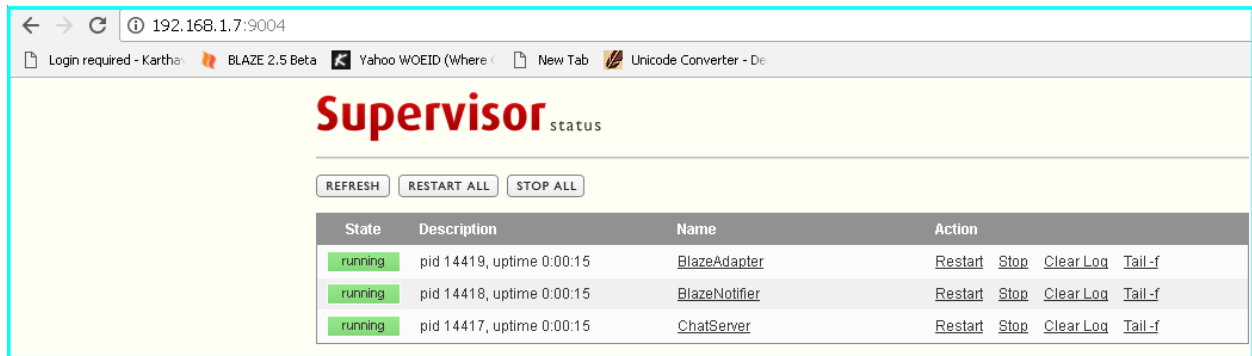 192.168.1.7:9004
Login required - Kartha BLAZE 2.5 Beta Yahoo WOEID (Where New Tab Unicode Converter - De
Supervisor status
REFRESH RESTART ALL STOP ALL
State Description Name Action
running pid 14419, uptime 0:00:15 BlazeAdapter Restart Stop Clear Log Tail -f
running pid 14418, uptime 0:00:15 BlazeNotifier Restart Stop Clear Log Tail -f
running pid 14417, uptime 0:00:15 ChatServer Restart Stop Clear Log Tail -f